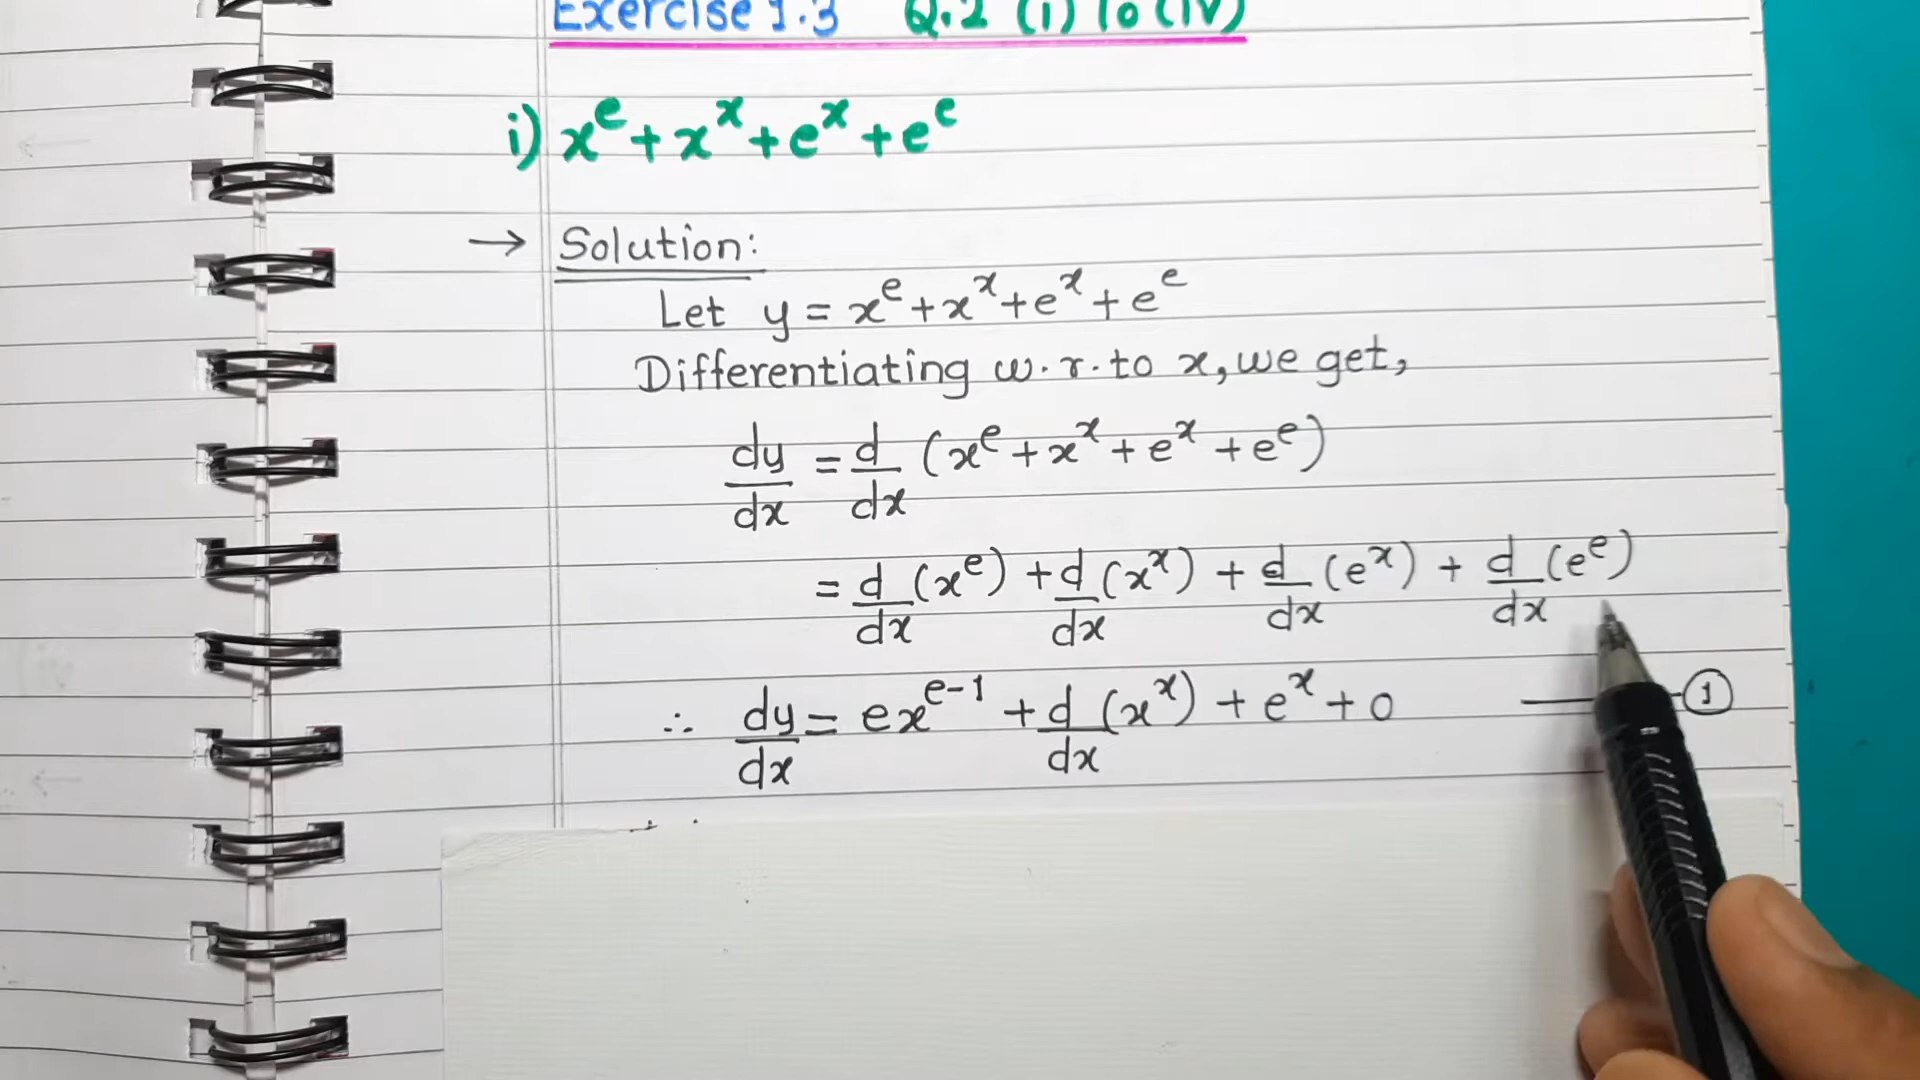 Exercise 1.3 Q.2 (i) to (iv)
i) x^e + x^x + e^x + e^e
→ Solution:
Let y = x^e + x^x + e^x + e^e
Differentiating w.r.to x, we get,
dy/dx = d/dx (x^e + x^x + e^x + e^e)
= d/dx (x^e) + d/dx (x^x) + d/dx (e^x) + d/dx (e^e)
∴ dy/dx = ex^(e-1) + d/dx (x^x) + e^x + 0 — ①